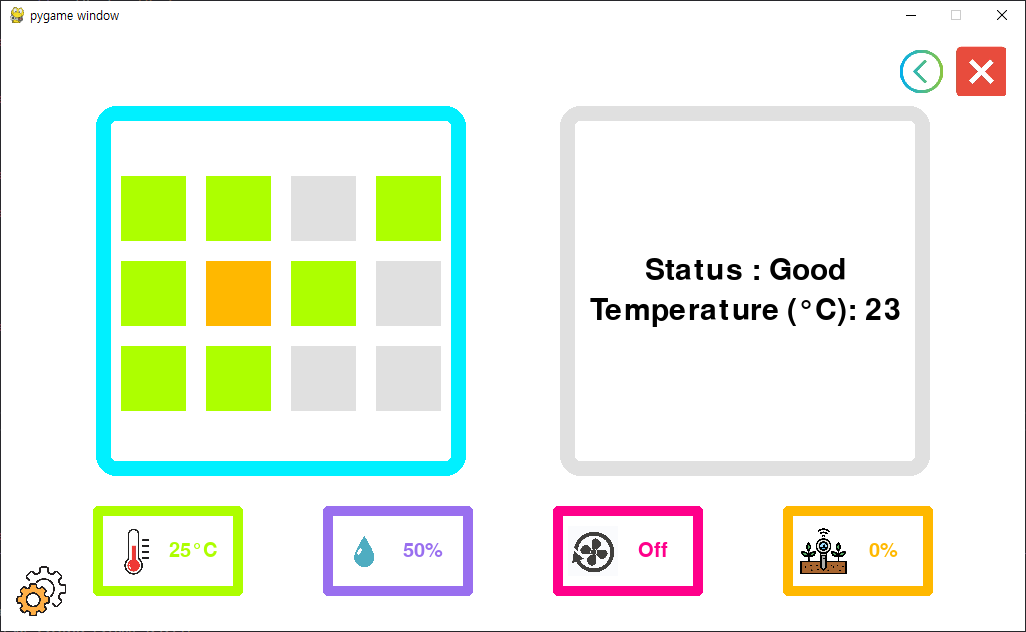 pygame window
Status : Good
Temperature (°C): 23
25°C
50%
Off
0%